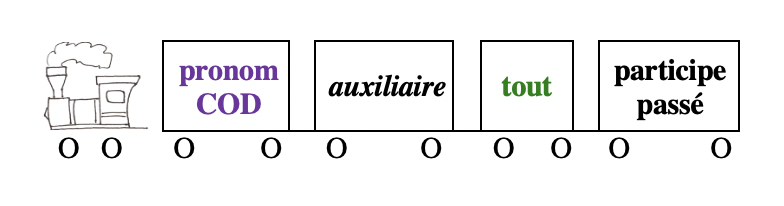 pronom
COD
auxiliaire
tout
participe
passé